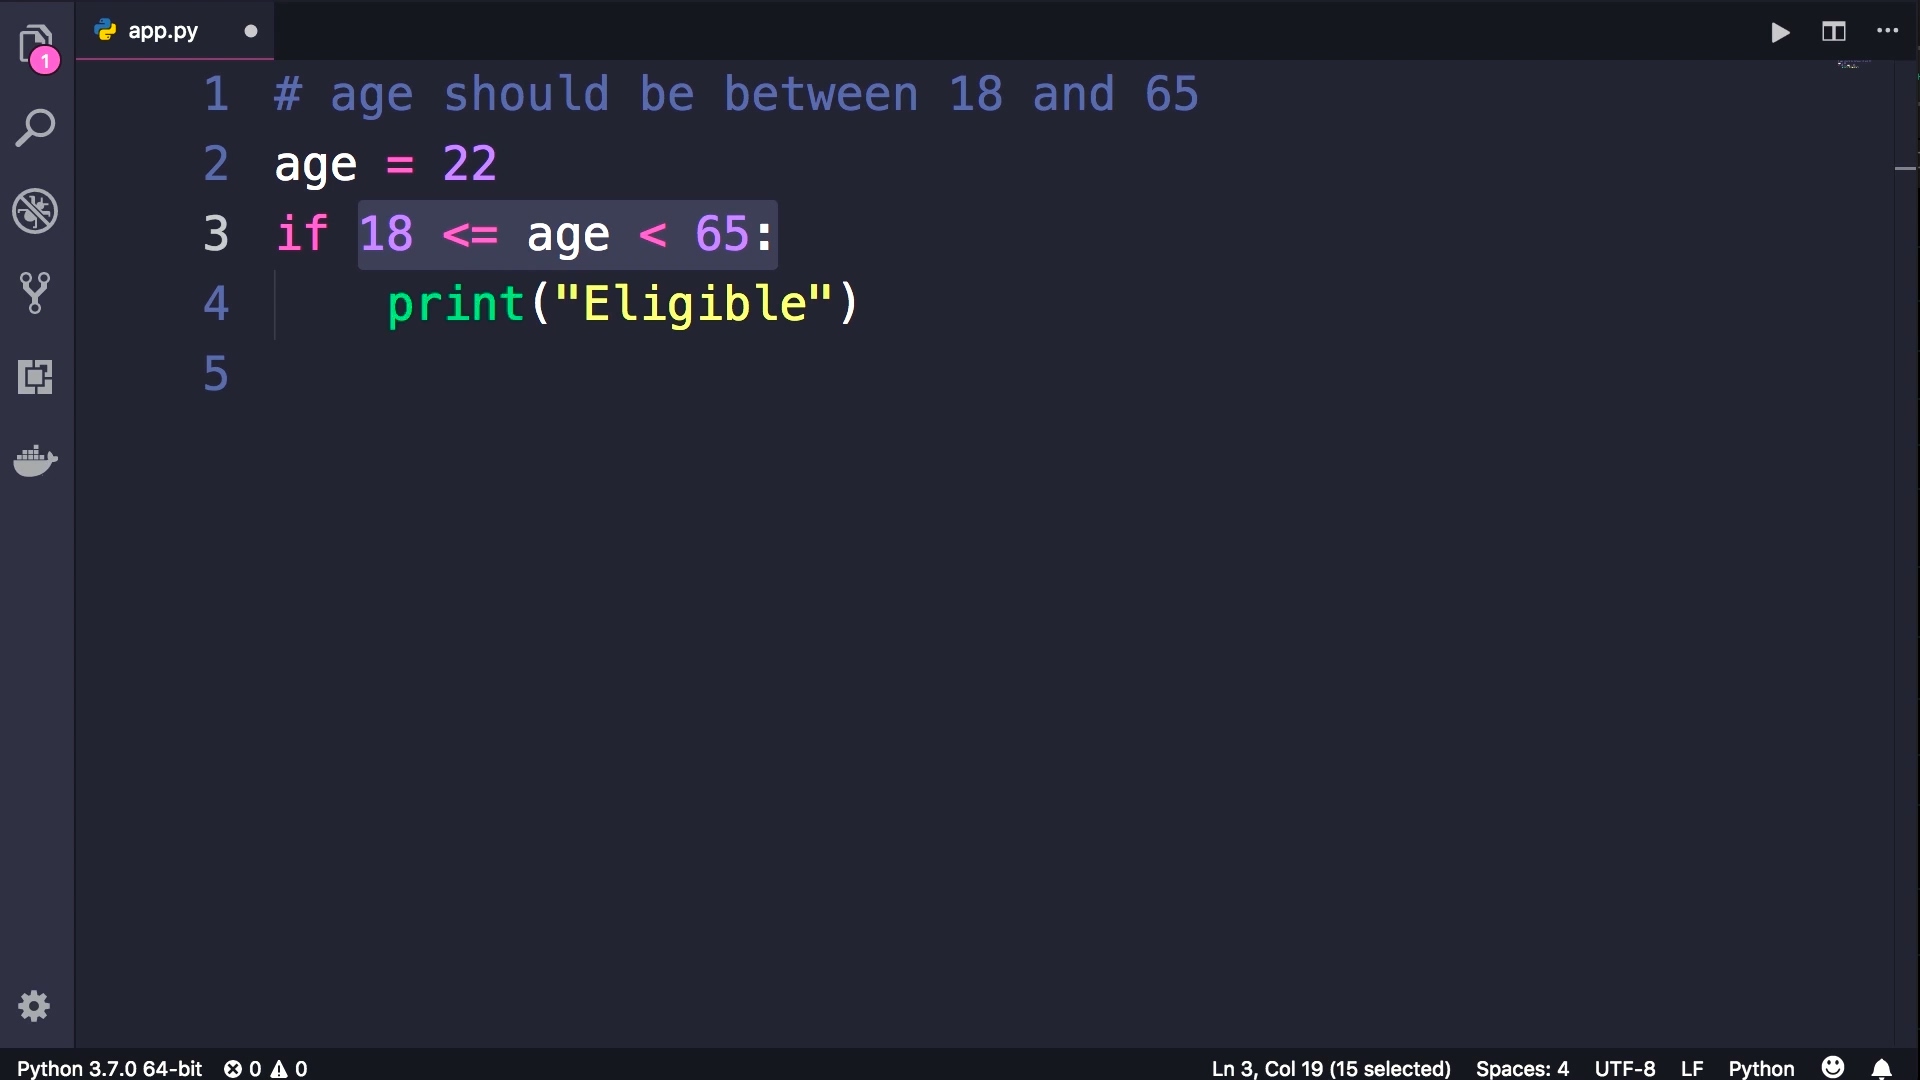 app.py
1
1 # age should be between 18 and 65
2 age = 22
3 if 18 <= age < 65:
4     print("Eligible")
5
Python 3.7.0 64-bit 0 0 Ln 3, Col 19 (15 selected) Spaces: 4 UTF-8 LF Python